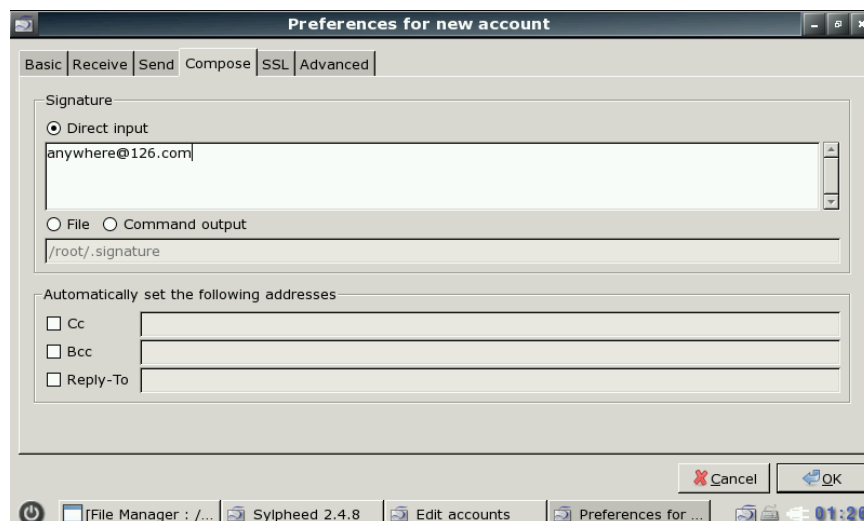 Preferences for new account
Basic Receive Send Compose SSL Advanced
Signature
Direct input
anywhere@126.com
File Command output
/root/.signature
Automatically set the following addresses
Cc
Bcc
Reply-To
Cancel OK
[File Manager : /... Sylpheed 2.4.8 Edit accounts Preferences for ...